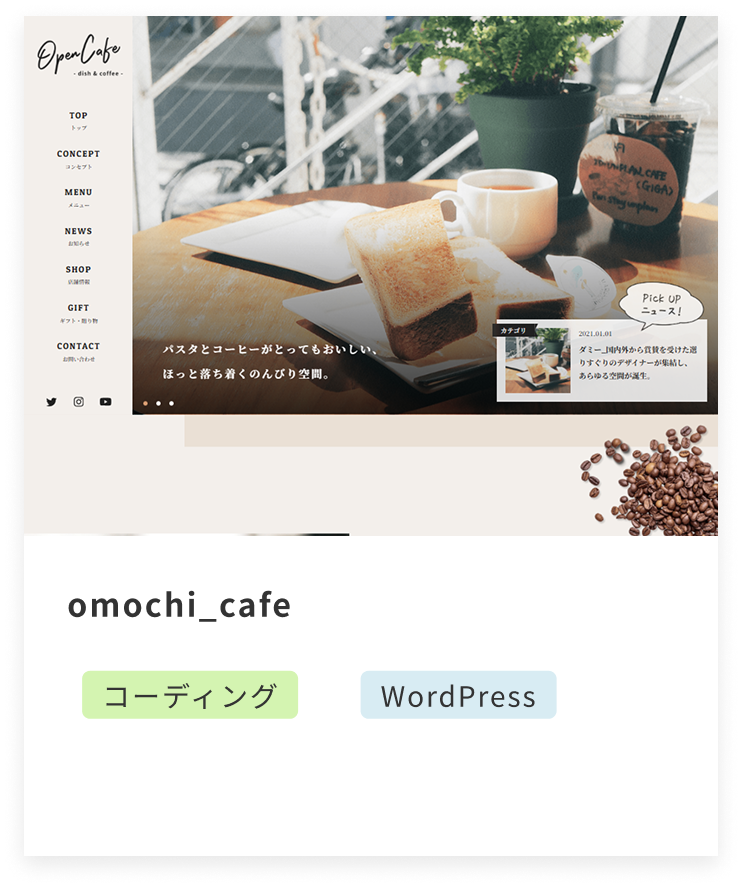 OpenCafe
- dish & coffee -
TOP
トップ
CONCEPT
コンセプト
MENU
メニュー
NEWS
お知らせ
SHOP
店舗情報
GIFT
ギフト・贈り物
CONTACT
お問い合わせ
パスタとコーヒーがとってもおいしい、
ほっと落ち着くのんびり空間。
PLAN CAFE
(GIGA)
Pick UP
ニュース!
カテゴリ
2021.01.01
ダミー_国内外から賞賛を受けた選
りすぐりのデザイナーが集結し、
あらゆる空間が誕生。
omochi_cafe
コーディング
WordPress